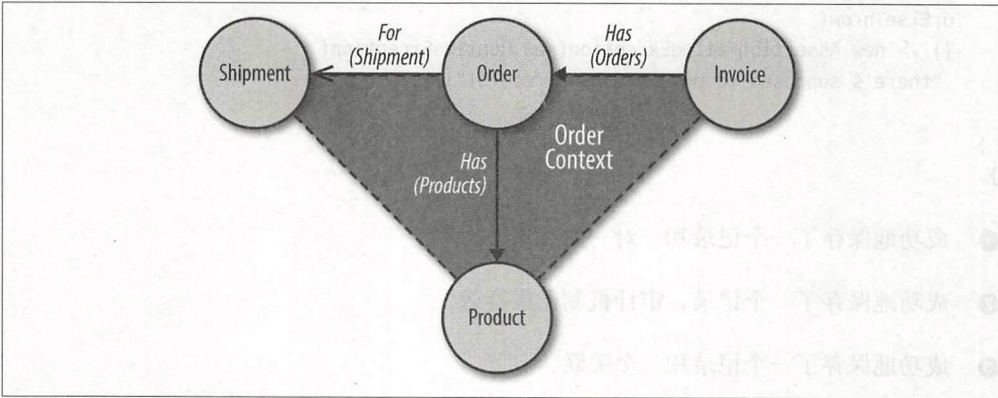 For
(Shipment)
Has
(Orders)
Shipment
Order
Invoice
Order
Context
Has
(Products)
Product